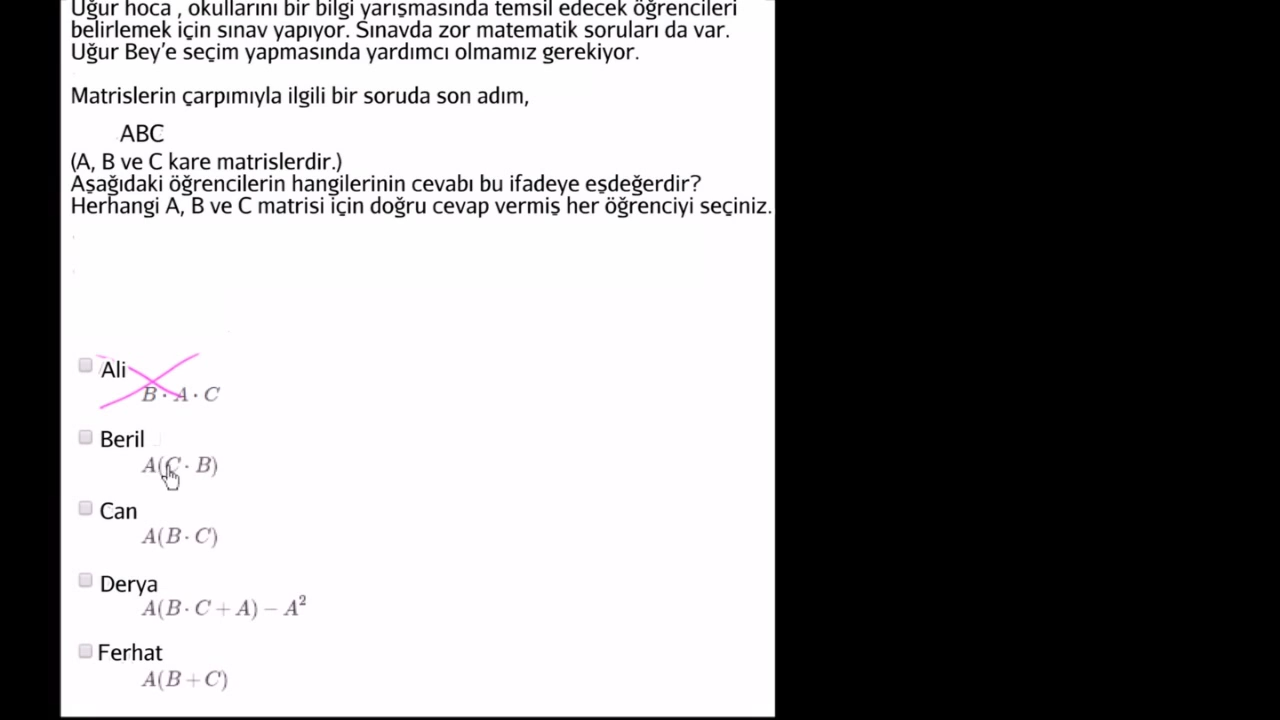 Uğur hoca , okullarını bir bilgi yarışmasında temsil edecek öğrencileri
belirlemek için sınav yapıyor. Sınavda zor matematik soruları da var.
Uğur Bey'e seçim yapmasında yardımcı olmamız gerekiyor.
Matrislerin çarpımıyla ilgili bir soruda son adım,
ABC
(A, B ve C kare matrislerdir.)
Aşağıdaki öğrencilerin hangilerinin cevabı bu ifadeye eşdeğerdir?
Herhangi A, B ve C matrisi için doğru cevap vermiş her öğrenciyi seçiniz.
Ali
B · A · C
Beril
A(C · B)
Can
A(B · C)
Derya
A(B · C + A) − A²
Ferhat
A(B + C)